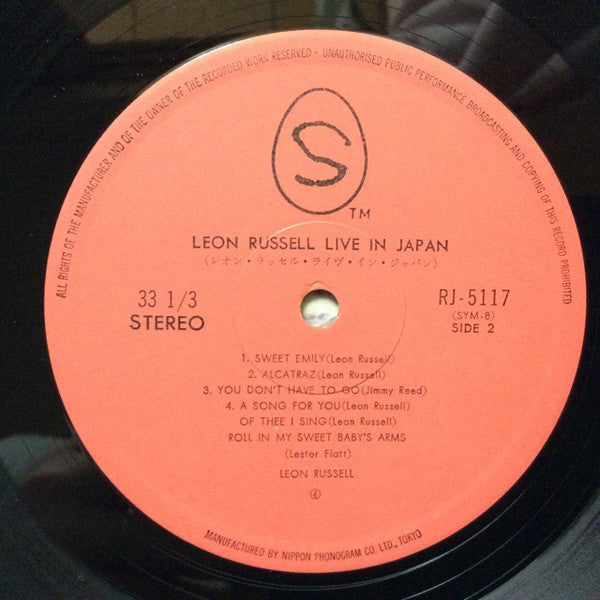 ALL RIGHTS OF THE MANUFACTURER AND OF THE OWNER OF THE RECORDED WORK RESERVED - UNAUTHORISED PUBLIC PERFORMANCE BROADCASTING AND COPYING OF THIS RECORD PROHIBITED
S
TM
LEON RUSSELL LIVE IN JAPAN
(レオン・ラッセル・ライヴ・イン・ジャパン)
33 1/3
STEREO
RJ-5117
(SYM-8)
SIDE 2
1. SWEET EMILY(Leon Russell)
2. ALCATRAZ(Leon Russell)
3. YOU DON'T HAVE TO GO(Jimmy Reed)
4. A SONG FOR YOU(Leon Russell)
OF THEE I SING(Leon Russell)
ROLL IN MY SWEET BABY'S ARMS
(Lester Flatt)
LEON RUSSELL
④
MANUFACTURED BY NIPPON PHONOGRAM CO. LTD., TOKYO